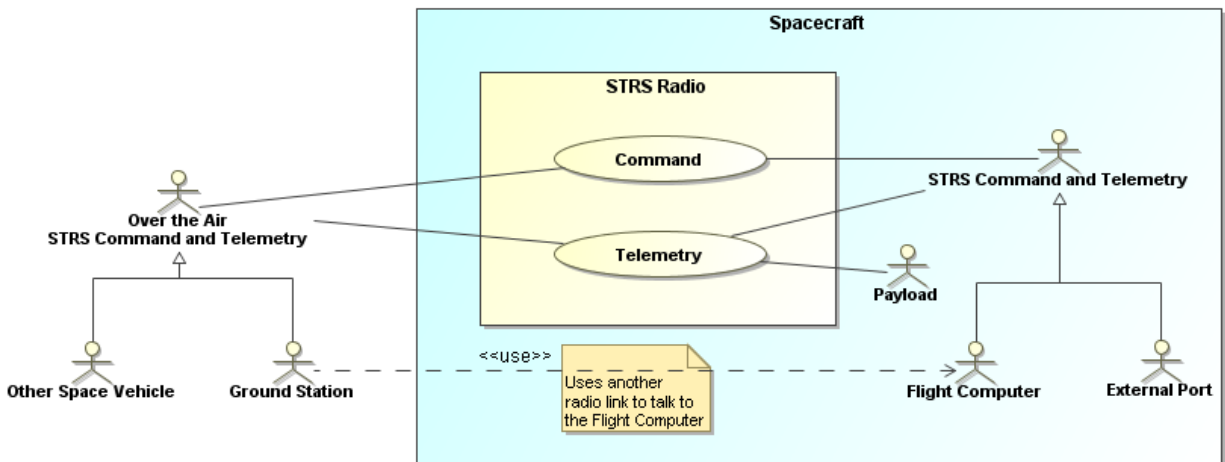 Spacecraft
STRS Radio
Command
STRS Command and Telemetry
Over the Air
STRS Command and Telemetry
Telemetry
Payload
<<use>>
Uses another
radio link to talk to
the Flight Computer
Other Space Vehicle
Ground Station
Flight Computer
External Port